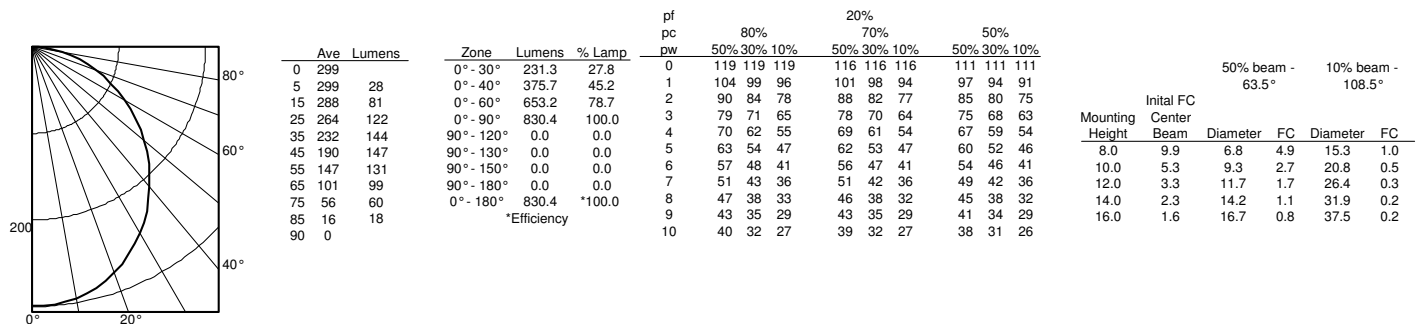 80°
60°
200
40°
0° 20°
Ave Lumens
0 299
5 299 28
15 288 81
25 264 122
35 232 144
45 190 147
55 147 131
65 101 99
75 56 60
85 16 18
90 0
Zone Lumens % Lamp
0° - 30° 231.3 27.8
0° - 40° 375.7 45.2
0° - 60° 653.2 78.7
0° - 90° 830.4 100.0
90° - 120° 0.0 0.0
90° - 130° 0.0 0.0
90° - 150° 0.0 0.0
90° - 180° 0.0 0.0
0° - 180° 830.4 *100.0
*Efficiency
pf 20%
pc 80% 70% 50%
pw 50% 30% 10% 50% 30% 10% 50% 30% 10%
0 119 119 119 116 116 116 111 111 111
1 104 99 96 101 98 94 97 94 91
2 90 84 78 88 82 77 85 80 75
3 79 71 65 78 70 64 75 68 63
4 70 62 55 69 61 54 67 59 54
5 63 54 47 62 53 47 60 52 46
6 57 48 41 56 47 41 54 46 41
7 51 43 36 51 42 36 49 42 36
8 47 38 33 46 38 32 45 38 32
9 43 35 29 43 35 29 41 34 29
10 40 32 27 39 32 27 38 31 26
50% beam - 10% beam -
63.5° 108.5°
Inital FC
Mounting Center
Height Beam Diameter FC Diameter FC
8.0 9.9 6.8 4.9 15.3 1.0
10.0 5.3 9.3 2.7 20.8 0.5
12.0 3.3 11.7 1.7 26.4 0.3
14.0 2.3 14.2 1.1 31.9 0.2
16.0 1.6 16.7 0.8 37.5 0.2